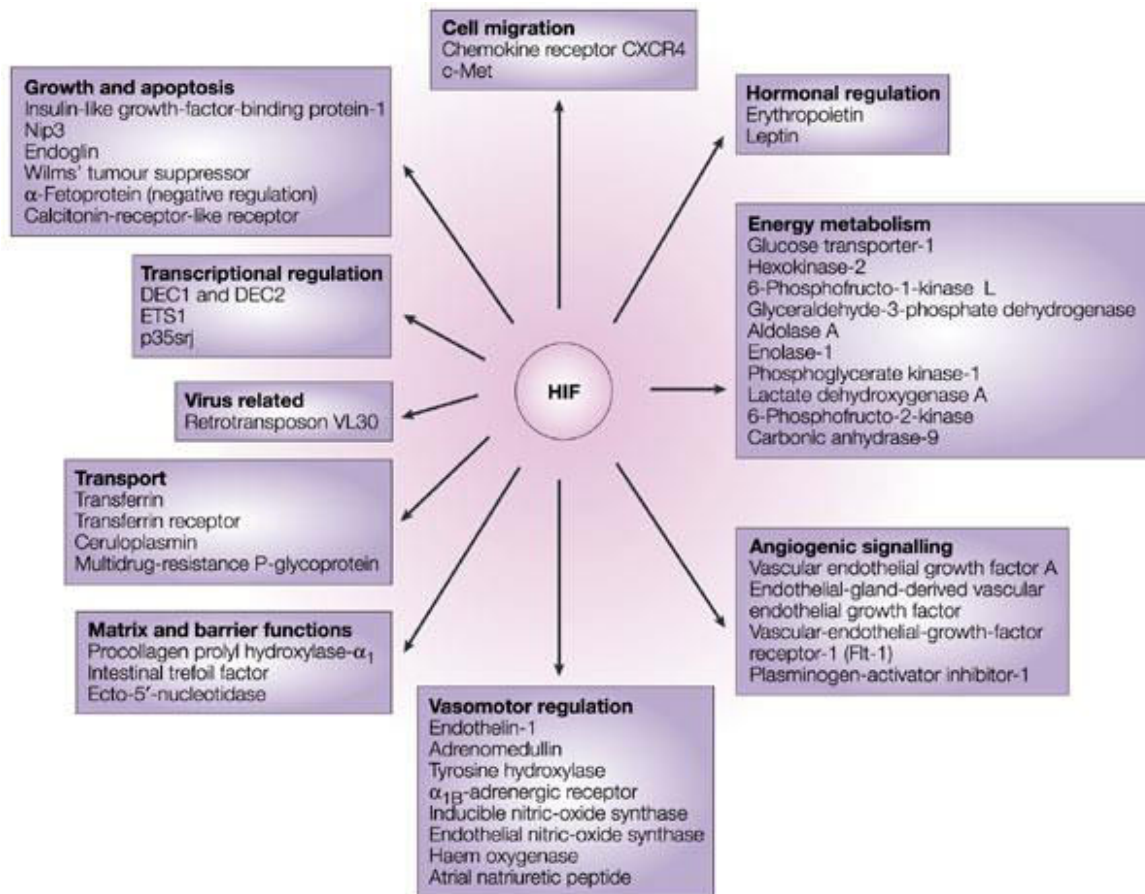 Cell migration
Chemokine receptor CXCR4
c-Met
Growth and apoptosis
Insulin-like growth-factor-binding protein-1
Nip3
Endoglin
Wilms’ tumour suppressor
α-Fetoprotein (negative regulation)
Calcitonin-receptor-like receptor
Hormonal regulation
Erythropoietin
Leptin
Transcriptional regulation
DEC1 and DEC2
ETS1
p35srj
Energy metabolism
Glucose transporter-1
Hexokinase-2
6-Phosphofructo-1-kinase L
Glyceraldehyde-3-phosphate dehydrogenase
Aldolase A
Enolase-1
Phosphoglycerate kinase-1
Lactate dehydroxygenase A
6-Phosphofructo-2-kinase
Carbonic anhydrase-9
HIF
Virus related
Retrotransposon VL30
Transport
Transferrin
Transferrin receptor
Ceruloplasmin
Multidrug-resistance P-glycoprotein
Angiogenic signalling
Vascular endothelial growth factor A
Endothelial-gland-derived vascular
endothelial growth factor
Vascular-endothelial-growth-factor
receptor-1 (Flt-1)
Plasminogen-activator inhibitor-1
Matrix and barrier functions
Procollagen prolyl hydroxylase-α1
Intestinal trefoil factor
Ecto-5′-nucleotidase
Vasomotor regulation
Endothelin-1
Adrenomedullin
Tyrosine hydroxylase
α1B-adrenergic receptor
Inducible nitric-oxide synthase
Endothelial nitric-oxide synthase
Haem oxygenase
Atrial natriuretic peptide